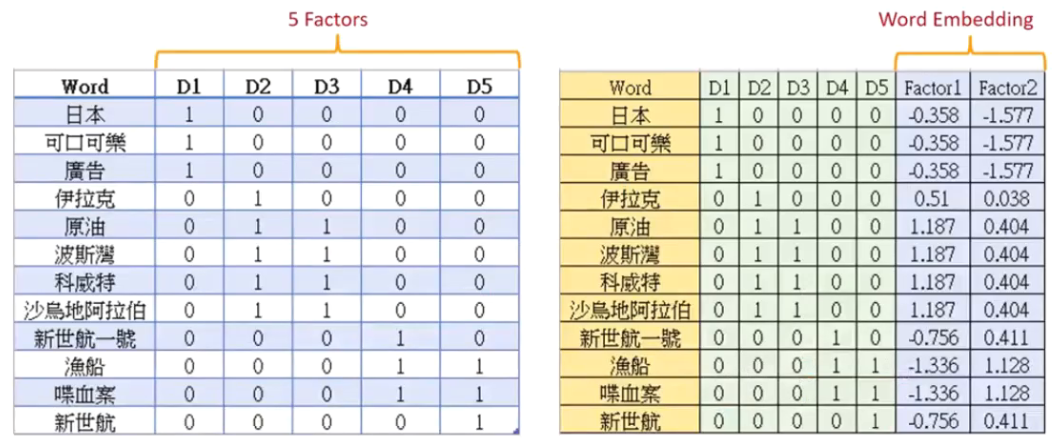 5 Factors
Word D1 D2 D3 D4 D5
日本 1 0 0 0 0
可口可樂 1 0 0 0 0
廣告 1 0 0 0 0
伊拉克 0 1 0 0 0
原油 0 1 1 0 0
波斯灣 0 1 1 0 0
科威特 0 1 1 0 0
沙烏地阿拉伯 0 1 1 0 0
新世航一號 0 0 0 1 0
漁船 0 0 0 1 1
喋血案 0 0 0 1 1
新世航 0 0 0 0 1
Word Embedding
Word D1 D2 D3 D4 D5 Factor1 Factor2
日本 1 0 0 0 0 -0.358 -1.577
可口可樂 1 0 0 0 0 -0.358 -1.577
廣告 1 0 0 0 0 -0.358 -1.577
伊拉克 0 1 0 0 0 0.51 0.038
原油 0 1 1 0 0 1.187 0.404
波斯灣 0 1 1 0 0 1.187 0.404
科威特 0 1 1 0 0 1.187 0.404
沙烏地阿拉伯 0 1 1 0 0 1.187 0.404
新世航一號 0 0 0 1 0 -0.756 0.411
漁船 0 0 0 1 1 -1.336 1.128
喋血案 0 0 0 1 1 -1.336 1.128
新世航 0 0 0 0 1 -0.756 0.411